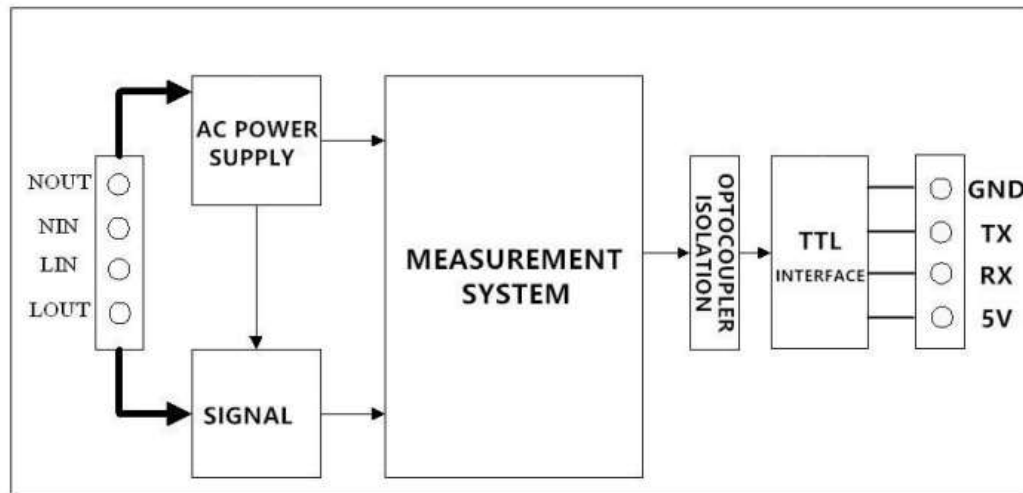 NOUT
NIN
LIN
LOUT
AC POWER
SUPPLY
SIGNAL
MEASUREMENT
SYSTEM
OPTOCOUPLER
ISOLATION
TTL
INTERFACE
GND
TX
RX
5V